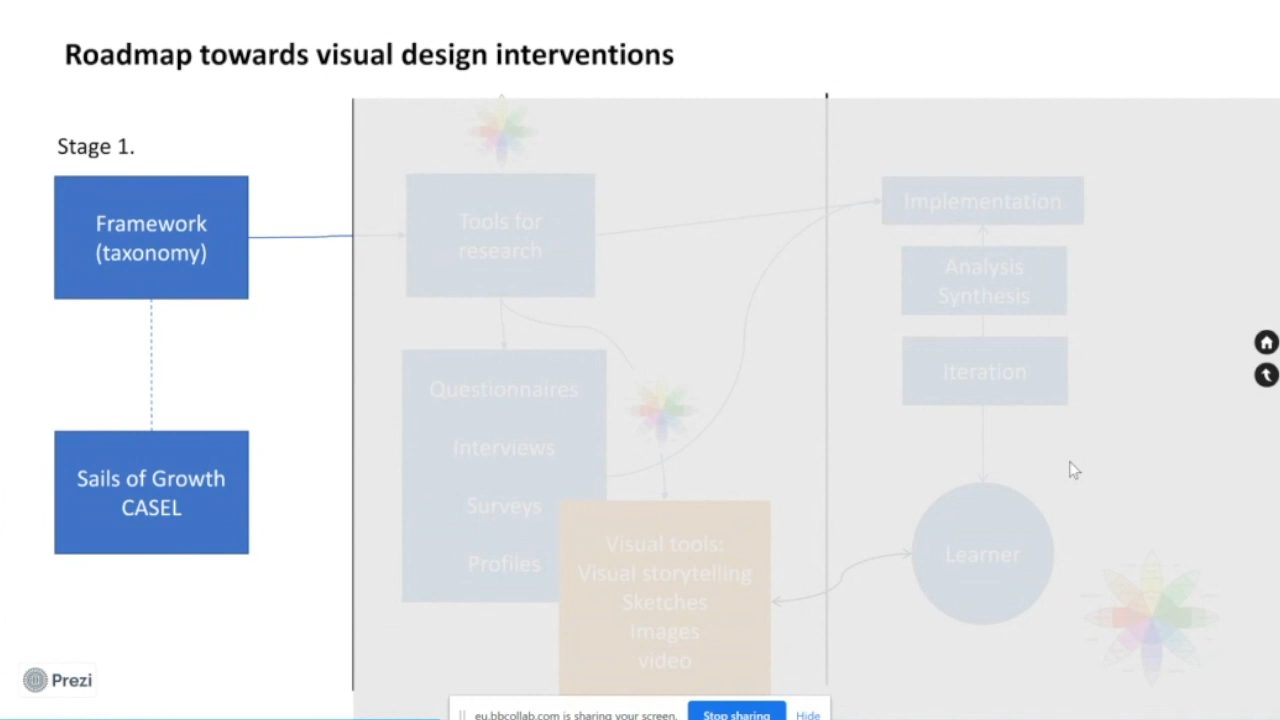 Roadmap towards visual design interventions
Stage 1.
Framework
(taxonomy)
Sails of Growth
CASEL
Tools for
research
Questionnaires
Interviews
Surveys
Profiles
Visual tools:
Visual storytelling
Sketches
Images
video
Implementation
Analysis
Synthesis
Iteration
Learner
Prezi
eu.bbcollab.com is sharing your screen.
Stop sharing
Hide